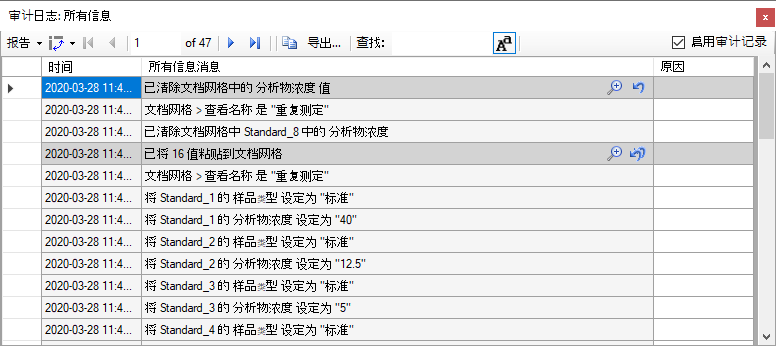 审计日志: 所有信息
报告 1 of 47 导出... 查找: Aa 启用审计记录
时间 所有信息消息 原因
2020-03-28 11:4... 已清除文档网格中的 分析物浓度 值
2020-03-28 11:4... 文档网格 > 查看名称 是 "重复测定"
2020-03-28 11:4... 已清除文档网格中 Standard_8 中的 分析物浓度
2020-03-28 11:4... 已将 16 值粘贴到文档网格
2020-03-28 11:4... 文档网格 > 查看名称 是 "重复测定"
2020-03-28 11:4... 将 Standard_1 的 样品类型 设定为 "标准"
2020-03-28 11:4... 将 Standard_1 的 分析物浓度 设定为 "40"
2020-03-28 11:4... 将 Standard_2 的 样品类型 设定为 "标准"
2020-03-28 11:4... 将 Standard_2 的 分析物浓度 设定为 "12.5"
2020-03-28 11:4... 将 Standard_3 的 样品类型 设定为 "标准"
2020-03-28 11:4... 将 Standard_3 的 分析物浓度 设定为 "5"
2020-03-28 11:4... 将 Standard_4 的 样品类型 设定为 "标准"